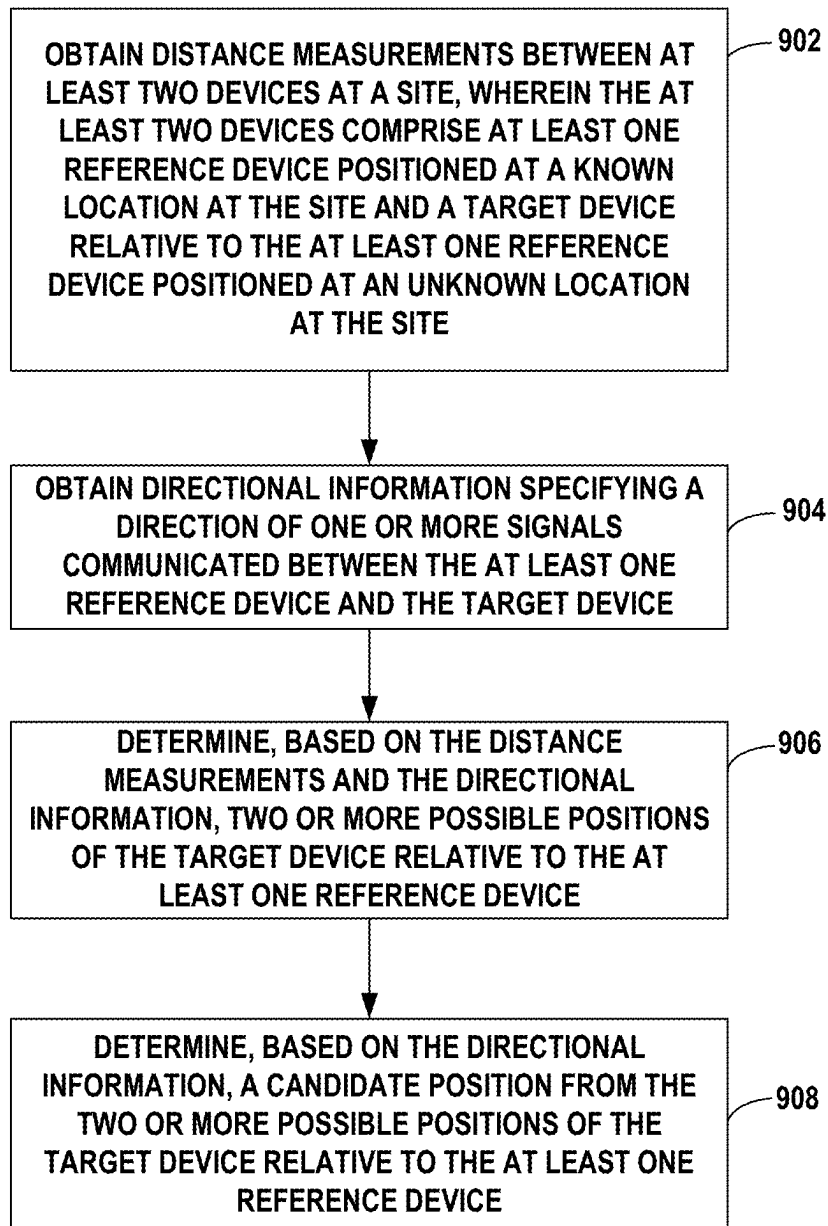 OBTAIN DISTANCE MEASUREMENTS BETWEEN AT
LEAST TWO DEVICES AT A SITE, WHEREIN THE AT
LEAST TWO DEVICES COMPRISE AT LEAST ONE
REFERENCE DEVICE POSITIONED AT A KNOWN
LOCATION AT THE SITE AND A TARGET DEVICE
RELATIVE TO THE AT LEAST ONE REFERENCE
DEVICE POSITIONED AT AN UNKNOWN LOCATION
AT THE SITE
902
OBTAIN DIRECTIONAL INFORMATION SPECIFYING A
DIRECTION OF ONE OR MORE SIGNALS
COMMUNICATED BETWEEN THE AT LEAST ONE
REFERENCE DEVICE AND THE TARGET DEVICE
904
DETERMINE, BASED ON THE DISTANCE
MEASUREMENTS AND THE DIRECTIONAL
INFORMATION, TWO OR MORE POSSIBLE POSITIONS
OF THE TARGET DEVICE RELATIVE TO THE AT
LEAST ONE REFERENCE DEVICE
906
DETERMINE, BASED ON THE DIRECTIONAL
INFORMATION, A CANDIDATE POSITION FROM THE
TWO OR MORE POSSIBLE POSITIONS OF THE
TARGET DEVICE RELATIVE TO THE AT LEAST ONE
REFERENCE DEVICE
908